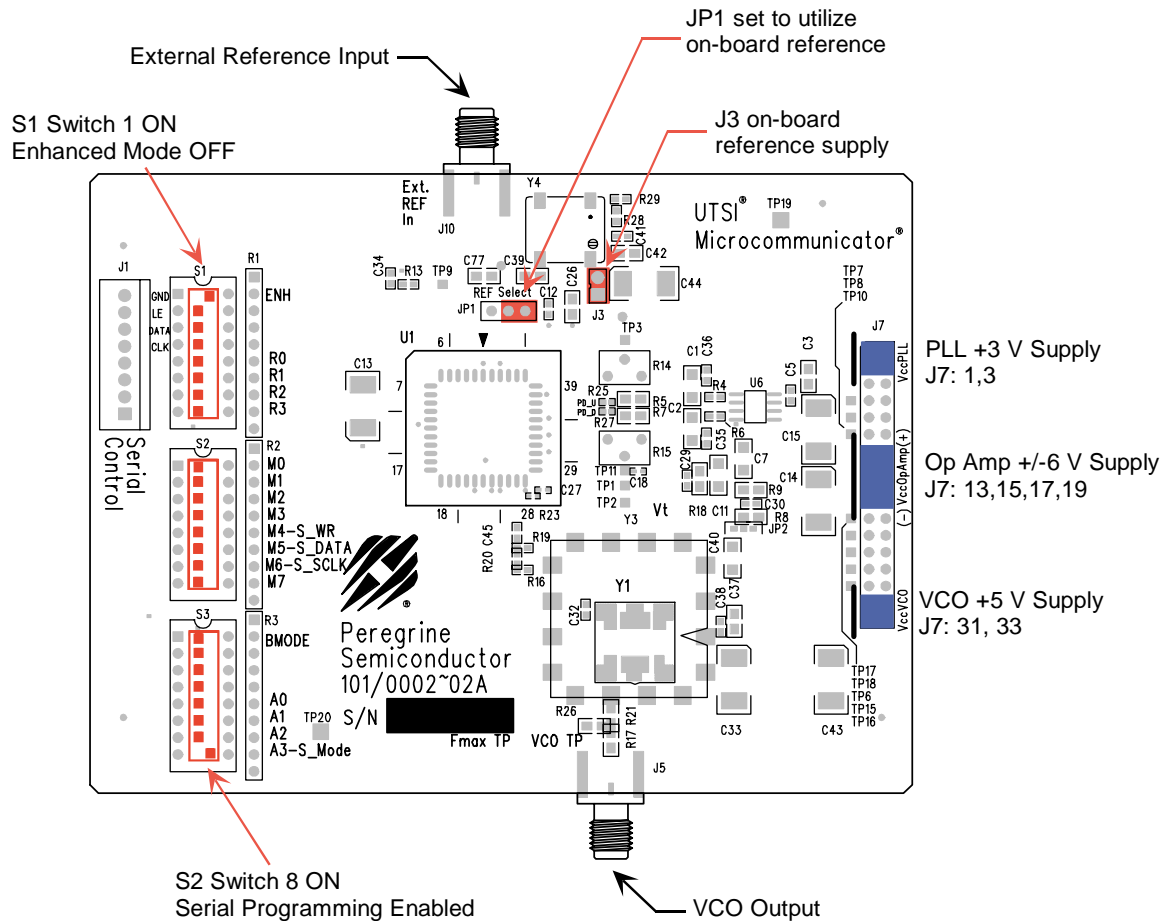 JP1 set to utilize
on-board reference
External Reference Input
J3 on-board
reference supply
S1 Switch 1 ON
Enhanced Mode OFF
Ext.
REF
In
J10
Y4
R29
R28
C41
C42
UTSI®
Microcommunicator®
TP19
J1
S1
R1
GND
LE
DATA
CLK
ENH
R0
R1
R2
R3
Serial
Control
C34
R13
TP9
C77
C39
C26
C44
REF Select
JP1
C12
J3
TP7
TP8
TP10
J7
VccPLL
PLL +3 V Supply
J7: 1,3
U1
6
7
39
17
29
18
28
C13
TP3
R14
C1
C36
C3
C5
U6
R4
R25
PD_U
PD_D
R27
R5
R7
C2
R6
C35
R15
C7
C15
C14
TP11
TP1
TP2
C18
C29
C27
R23
R18
C11
R9
C30
R8
JP2
Y3
Vt
(+)
VccOpAmp
(-)
Op Amp +/-6 V Supply
J7: 13,15,17,19
S2
R2
M0
M1
M2
M3
M4-S_WR
M5-S_DATA
M6-S_SCLK
M7
C45
R19
R20
R16
C40
C37
C38
Y1
C32
VccVCO
VCO +5 V Supply
J7: 31, 33
S3
R3
BMODE
A0
A1
A2
A3-S_Mode
TP20
®
Peregrine
Semiconductor
101/0002~02A
S/N
Fmax TP
VCO TP
R26
R21
R17
J5
C33
C43
TP17
TP18
TP6
TP15
TP16
S2 Switch 8 ON
Serial Programming Enabled
VCO Output